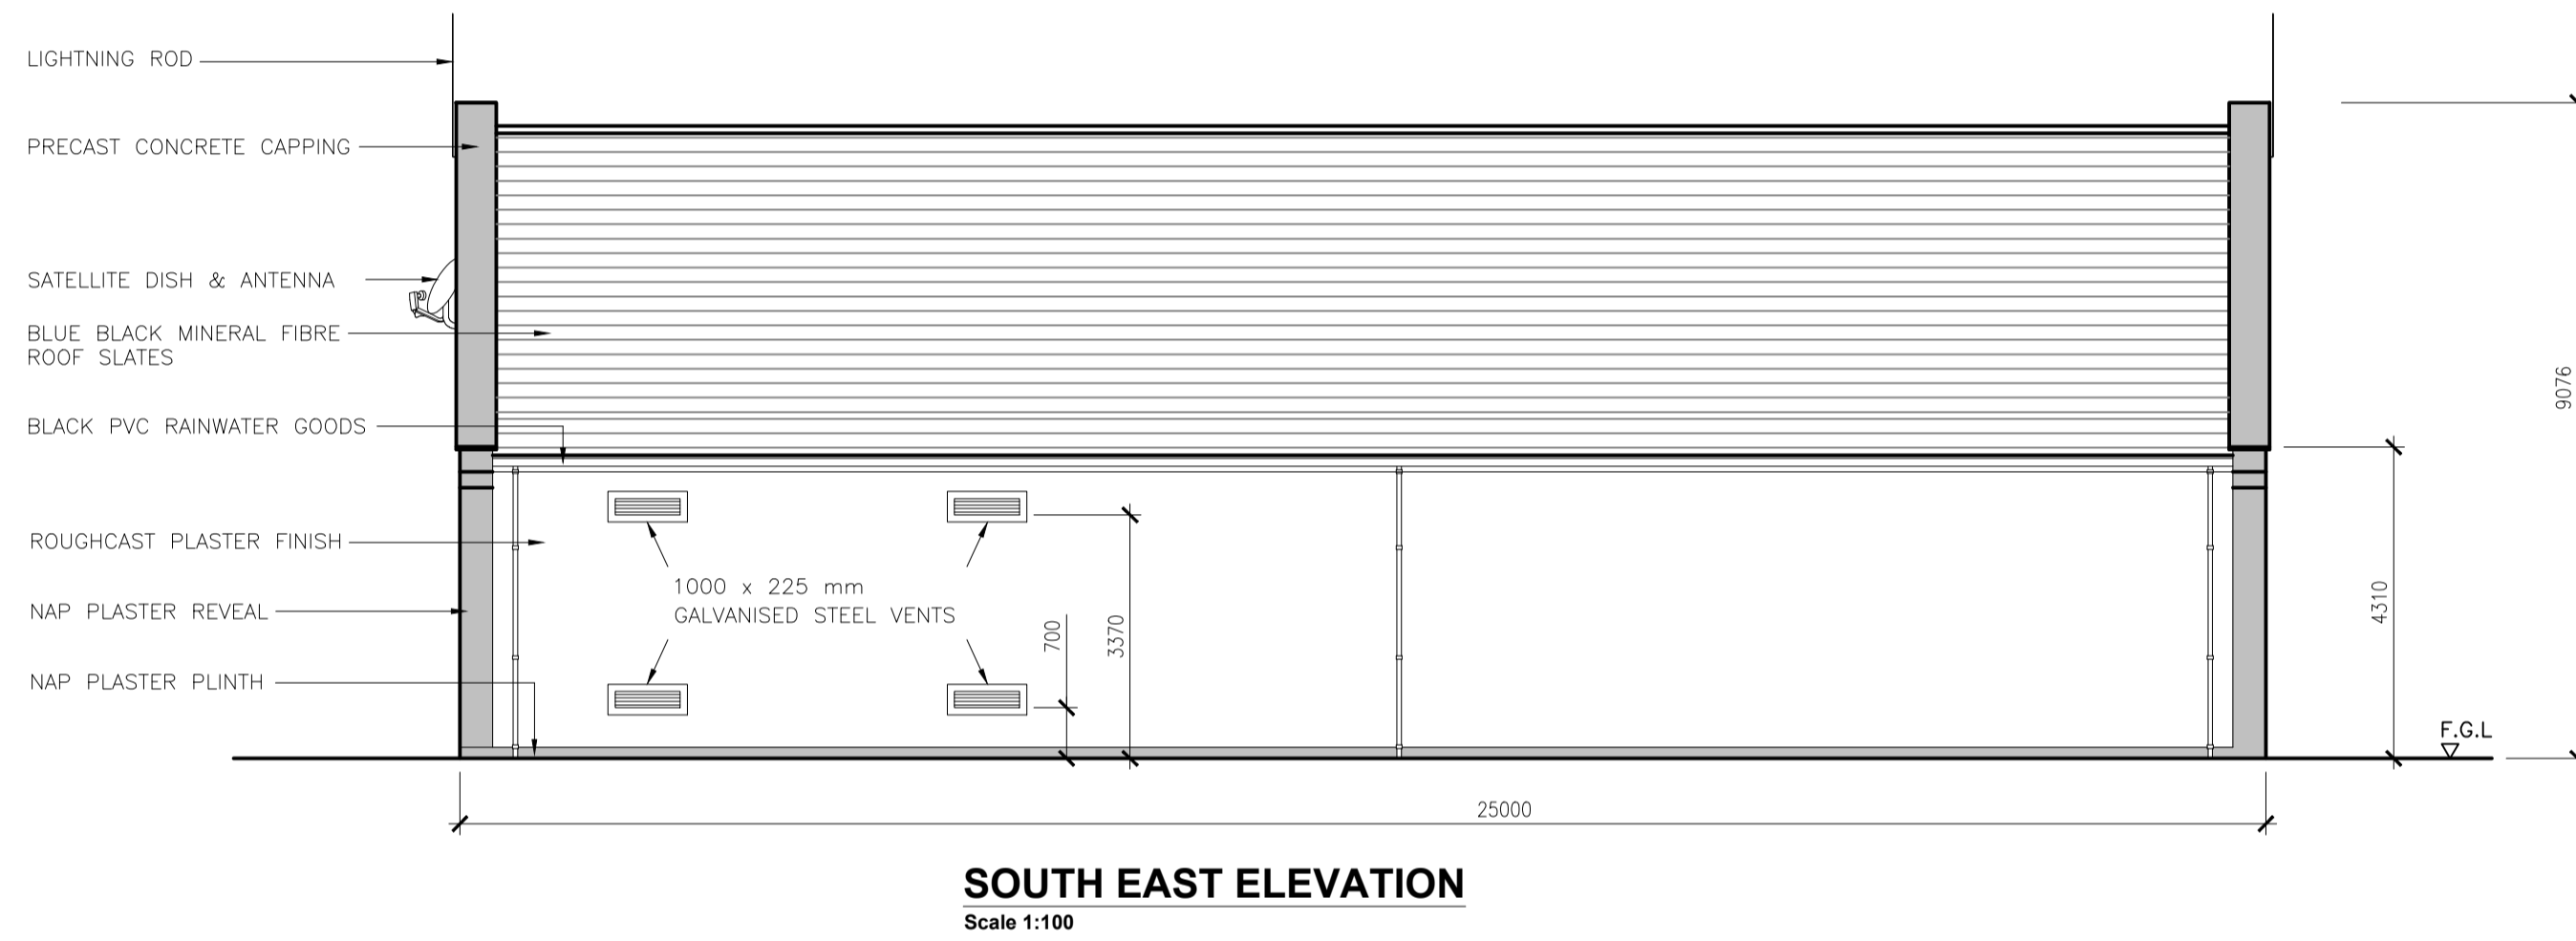 LIGHTNING ROD
PRECAST CONCRETE CAPPING
SATELLITE DISH & ANTENNA
BLUE BLACK MINERAL FIBRE
ROOF SLATES
BLACK PVC RAINWATER GOODS
ROUGHCAST PLASTER FINISH
NAP PLASTER REVEAL
NAP PLASTER PLINTH
1000 x 225 mm
GALVANISED STEEL VENTS
700
3370
4310
9076
F.G.L
25000
SOUTH EAST ELEVATION
Scale 1:100